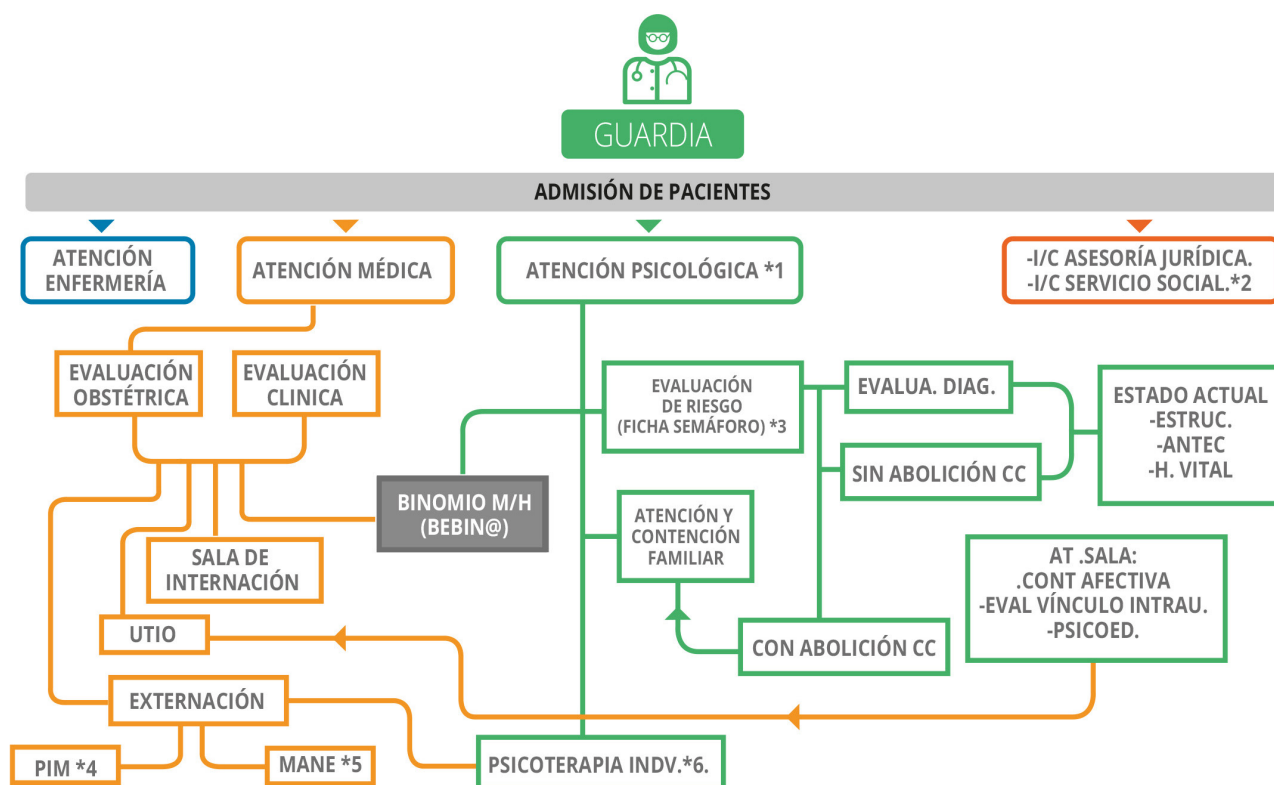 GUARDIA
ADMISIÓN DE PACIENTES
ATENCIÓN
ENFERMERÍA
ATENCIÓN MÉDICA
ATENCIÓN PSICOLÓGICA *1
-I/C ASESORÍA JURÍDICA.
-I/C SERVICIO SOCIAL.*2
EVALUACIÓN
OBSTÉTRICA
EVALUACIÓN
CLINICA
EVALUACIÓN
DE RIESGO
(FICHA SEMÁFORO) *3
EVALUA. DIAG.
ESTADO ACTUAL
-ESTRUC.
-ANTEC
-H. VITAL
SIN ABOLICIÓN CC
BINOMIO M/H
(BEBIN@)
ATENCIÓN Y
CONTENCIÓN
FAMILIAR
SALA DE
INTERNACIÓN
AT .SALA:
.CONT AFECTIVA
-EVAL VÍNCULO INTRAU.
-PSICOED.
UTIO
CON ABOLICIÓN CC
EXTERNACIÓN
PIM *4
MANE *5
PSICOTERAPIA INDV.*6.